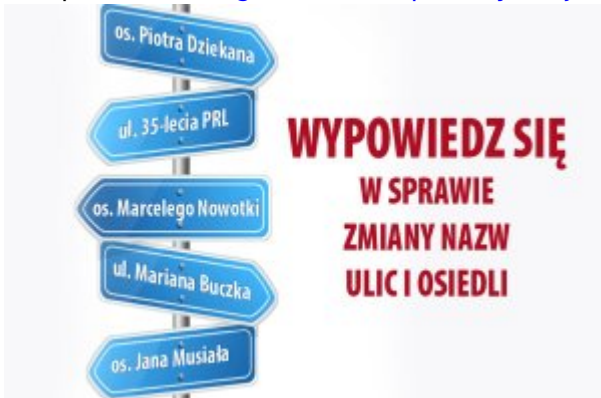 os. Piotra Dziekana
ul. 35-lecia PRL
os. Marcelego Nowotki
ul. Mariana Buczka
os. Jana Musiała
WYPOWIEDZ SIĘ
W SPRAWIE
ZMIANY NAZW
ULIC I OSIEDLI